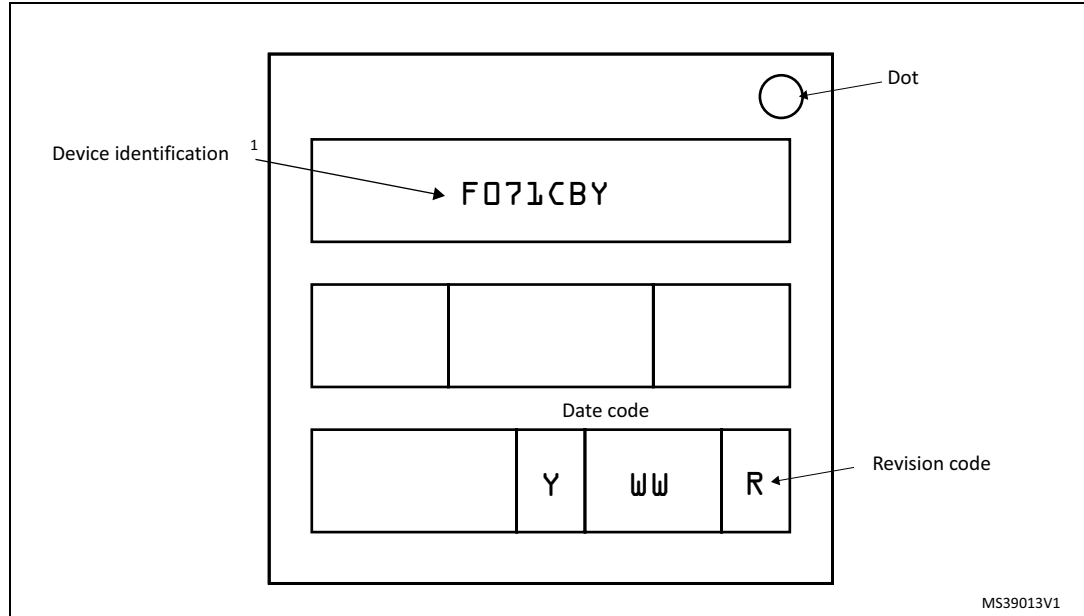 Dot
Device identification 1
F071CBY
Date code
Y WW R
Revision code
MS39013V1